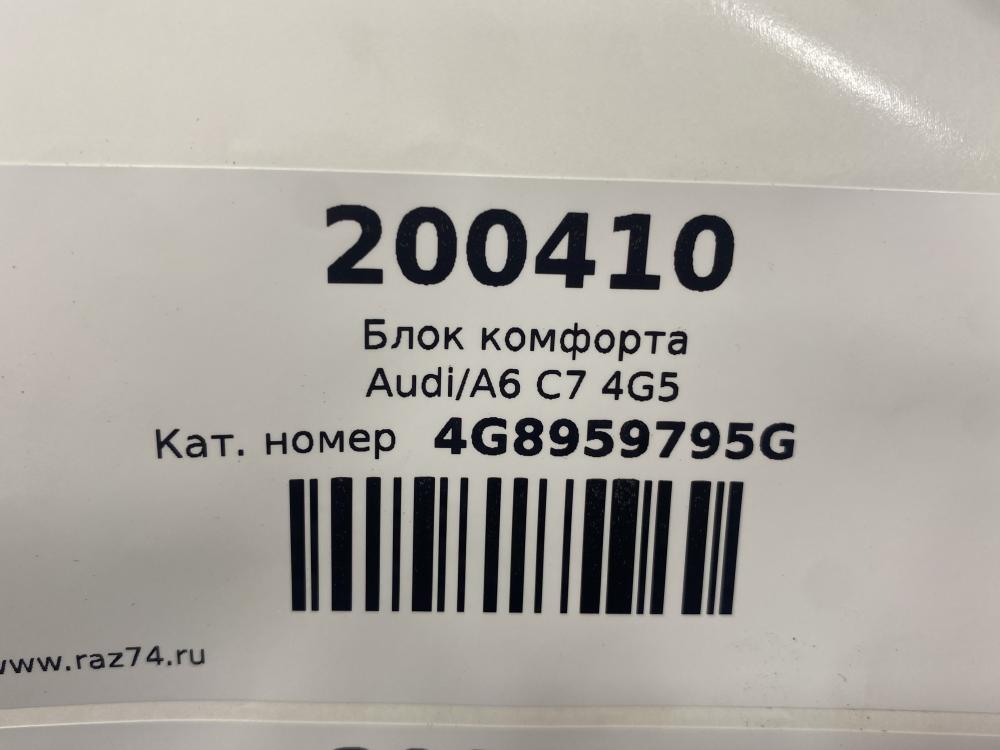 200410
Блок комфорта
Audi/A6 C7 4G5
Кат. номер 4G8959795G
www.raz74.ru